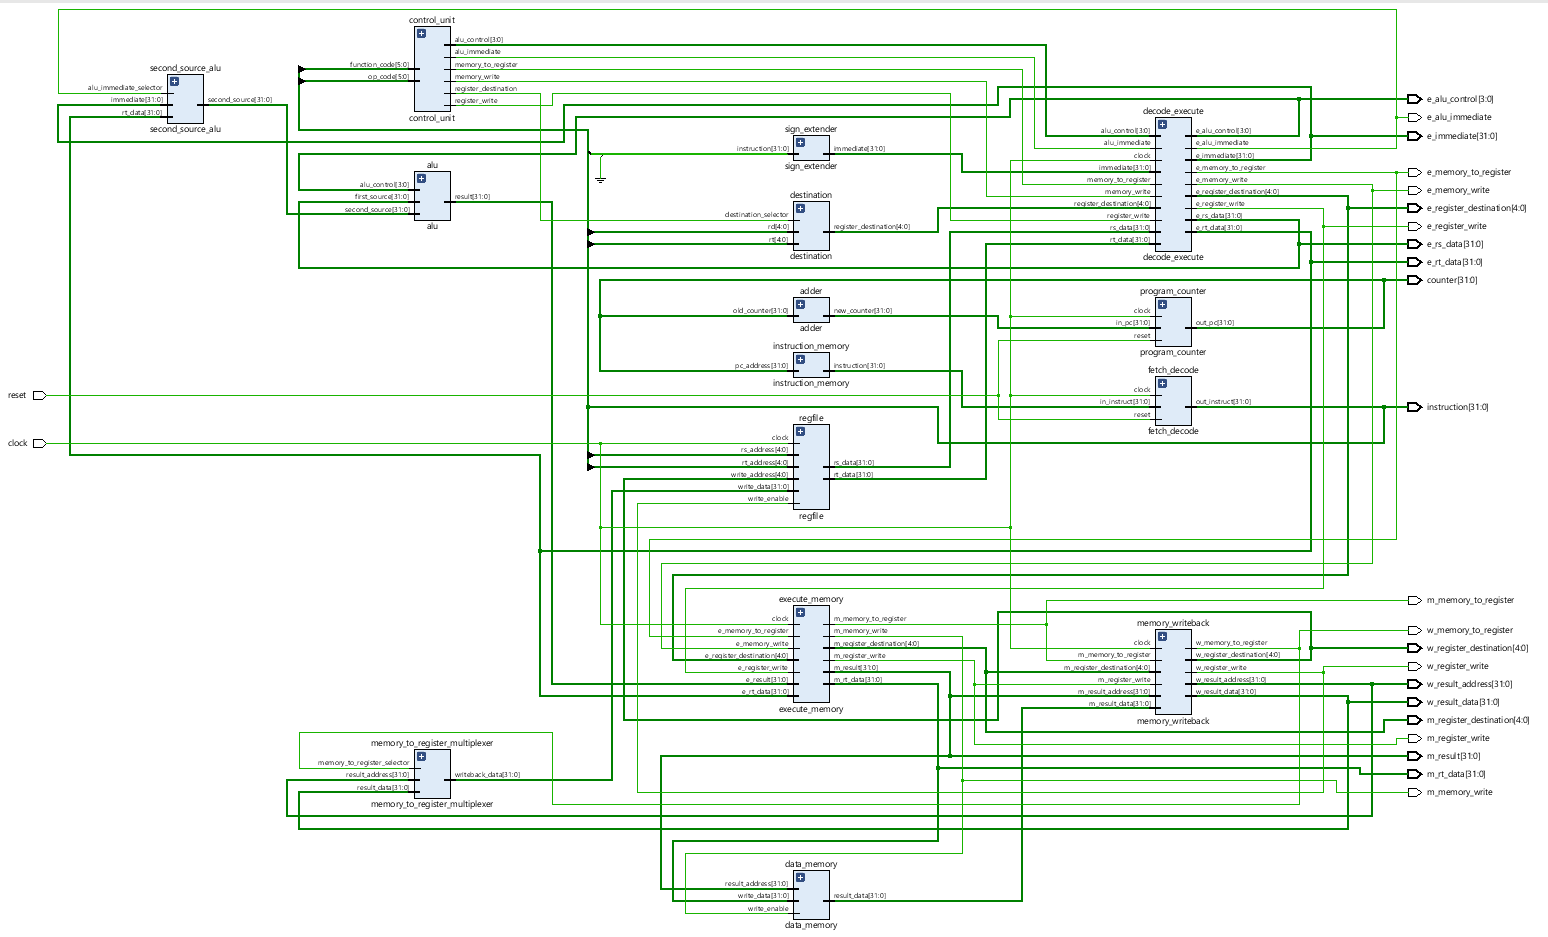 control_unit
alu_control[3:0]
alu_immediate
function_code[5:0]
memory_to_register
op_code[5:0]
memory_write
register_destination
register_write
control_unit
second_source_alu
alu_immediate_selector
immediate[31:0]
second_source[31:0]
rt_data[31:0]
second_source_alu
alu
alu_control[3:0]
first_source[31:0]
result[31:0]
second_source[31:0]
alu
sign_extender
instruction[31:0]
immediate[31:0]
sign_extender
destination
destination_selector
rd[4:0]
register_destination[4:0]
rt[4:0]
destination
adder
old_counter[31:0]
new_counter[31:0]
adder
instruction_memory
pc_address[31:0]
instruction[31:0]
instruction_memory
regfile
clock
rs_address[4:0]
rt_address[4:0]
rs_data[31:0]
write_address[4:0]
rt_data[31:0]
write_data[31:0]
write_enable
regfile
decode_execute
alu_control[3:0]
e_alu_control[3:0]
alu_immediate
e_alu_immediate
clock
e_immediate[31:0]
immediate[31:0]
e_memory_to_register
memory_to_register
e_memory_write
memory_write
e_register_destination[4:0]
register_destination[4:0]
e_register_write
register_write
e_rs_data[31:0]
rs_data[31:0]
e_rt_data[31:0]
rt_data[31:0]
decode_execute
program_counter
clock
in_pc[31:0]
out_pc[31:0]
reset
program_counter
fetch_decode
clock
in_instruct[31:0]
out_instruct[31:0]
reset
fetch_decode
e_alu_control[3:0]
e_alu_immediate
e_immediate[31:0]
e_memory_to_register
e_memory_write
e_register_destination[4:0]
e_register_write
e_rs_data[31:0]
e_rt_data[31:0]
counter[31:0]
instruction[31:0]
reset
clock
execute_memory
clock
m_memory_to_register
e_memory_to_register
m_memory_write
e_memory_write
m_register_destination[4:0]
e_register_destination[4:0]
m_register_write
e_register_write
m_result[31:0]
e_result[31:0]
m_rt_data[31:0]
e_rt_data[31:0]
execute_memory
memory_writeback
clock
w_memory_to_register
m_memory_to_register
w_register_destination[4:0]
m_register_destination[4:0]
w_register_write
m_register_write
w_result_address[31:0]
m_result_address[31:0]
w_result_data[31:0]
m_result_data[31:0]
memory_writeback
m_memory_to_register
w_memory_to_register
w_register_destination[4:0]
w_register_write
w_result_address[31:0]
w_result_data[31:0]
m_register_destination[4:0]
m_register_write
m_result[31:0]
m_rt_data[31:0]
m_memory_write
memory_to_register_multiplexer
memory_to_register_selector
result_address[31:0]
writeback_data[31:0]
result_data[31:0]
memory_to_register_multiplexer
data_memory
result_address[31:0]
write_data[31:0]
result_data[31:0]
write_enable
data_memory